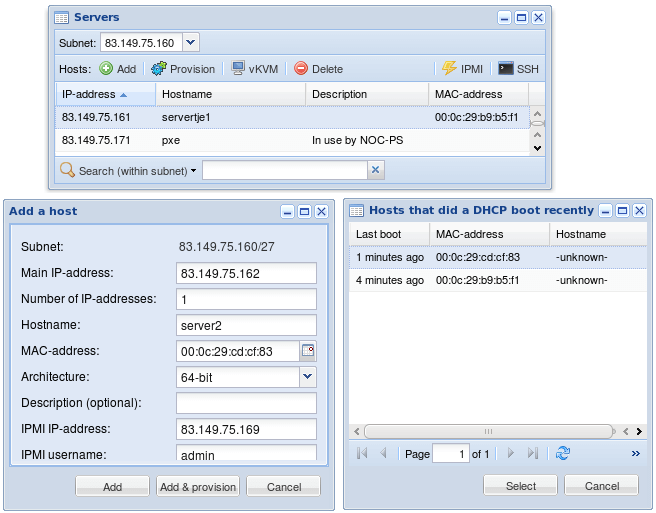 Servers
Subnet: 83.149.75.160
Hosts: Add Provision vKVM Delete IPMI SSH
IP-address Hostname Description MAC-address
83.149.75.161 servertje1 00:0c:29:b9:b5:f1
83.149.75.171 pxe In use by NOC-PS
Search (within subnet)
Add a host
Subnet: 83.149.75.160/27
Main IP-address: 83.149.75.162
Number of IP-addresses: 1
Hostname: server2
MAC-address: 00:0c:29:cd:cf:83
Architecture: 64-bit
Description (optional):
IPMI IP-address: 83.149.75.169
IPMI username: admin
Add Add & provision Cancel
Hosts that did a DHCP boot recently
Last boot MAC-address Hostname
1 minutes ago 00:0c:29:cd:cf:83 -unknown-
4 minutes ago 00:0c:29:b9:b5:f1 -unknown-
Page 1 of 1 »
Select Cancel